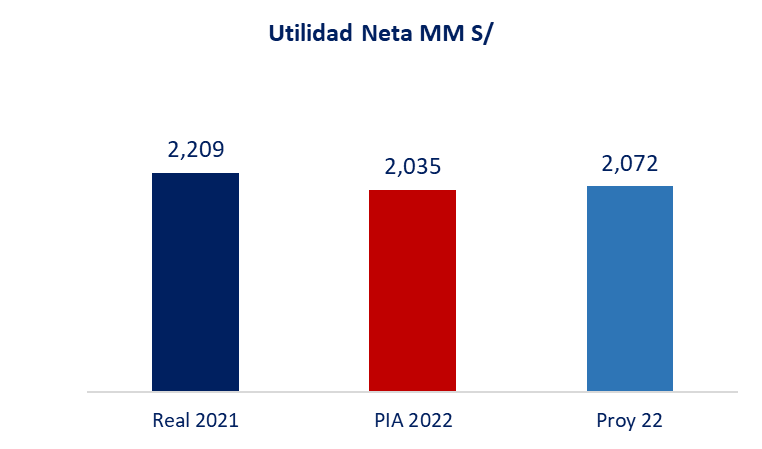 Utilidad Neta MM S/
2,209
2,035
2,072
Real 2021
PIA 2022
Proy 22